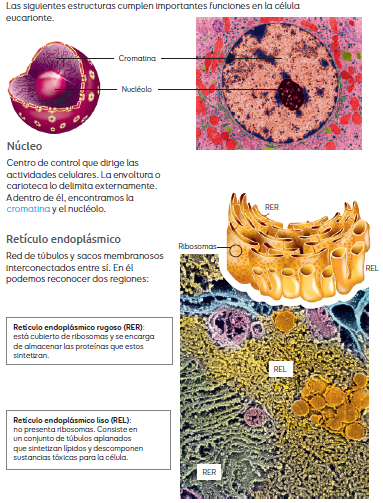 Las siguientes estructuras cumplen importantes funciones en la célula
eucarionte.
Cromatina
Nucléolo
Núcleo
Centro de control que dirige las
actividades celulares. La envoltura o
carioteca lo delimita externamente.
Adentro de él, encontramos la
cromatina y el nucléolo.
RER
Ribosomas
REL
Retículo endoplásmico
Red de túbulos y sacos membranosos
interconectados entre sí. En él
podemos reconocer dos regiones:
Retículo endoplásmico rugoso (RER):
está cubierto de ribosomas y se encarga
de almacenar las proteínas que estos
sintetizan.
REL
Retículo endoplásmico liso (REL):
no presenta ribosomas. Consiste en
un conjunto de túbulos aplanados
que sintetizan lípidos y descomponen
sustancias tóxicas para la célula.
RER